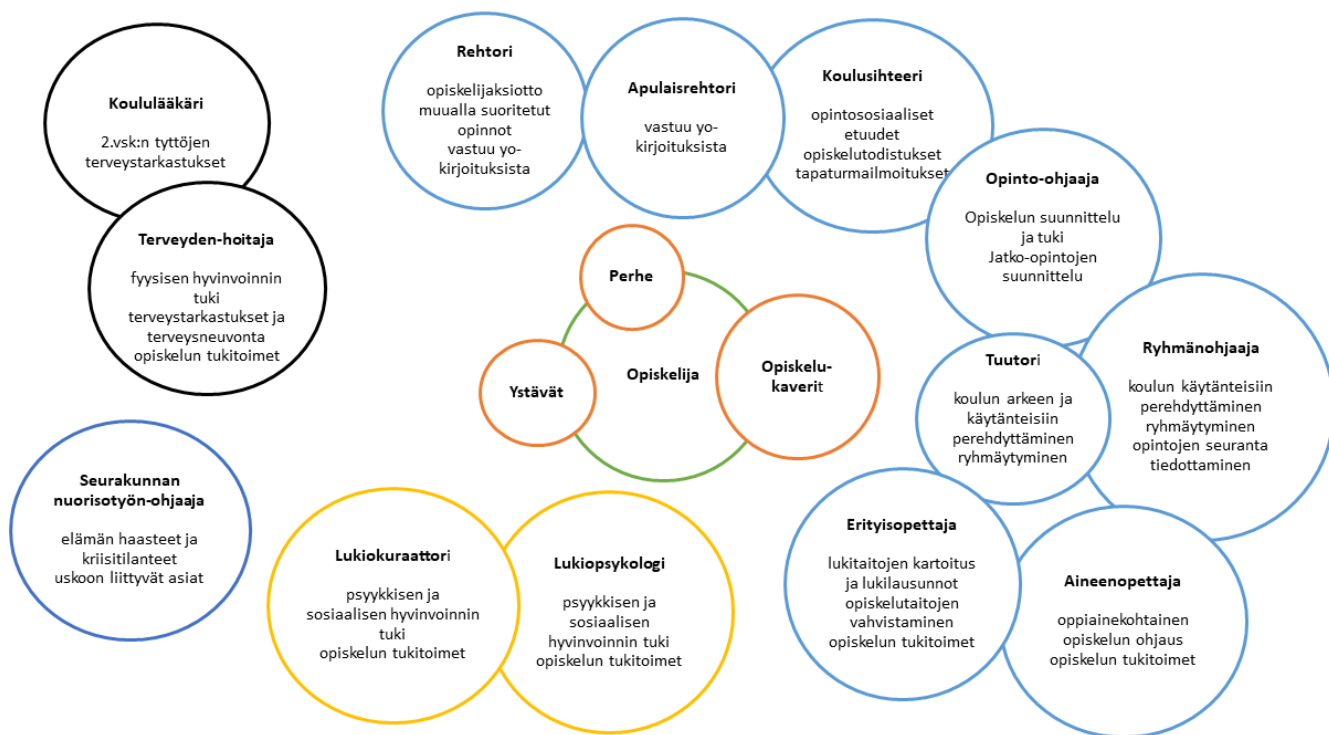 Rehtori
opiskelijaksiotto
muualla suoritetut
opinnot
vastuu yo-
kirjoituksista
Apulaisrehtori
vastuu yo-
kirjoituksista
Koulusihteeri
opintososiaaliset
etuudet
opiskelutodistukset
tapaturmailmoitukset
Koululääkäri
2.vsk:n tyttöjen
terveystarkastukset
Opinto-ohjaaja
Opiskelun suunnittelu
ja tuki
Jatko-opintojen
suunnittelu
Terveyden-hoitaja
fyysisen hyvinvoinnin
tuki
terveystarkastukset ja
terveysneuvonta
opiskelun tukitoimet
Perhe
Ystävät
Opiskelija
Opiskelu-
kaverit
Tuutori
koulun arkeen ja
käytänteisiin
perehdyttäminen
ryhmäytyminen
Ryhmänohjaaja
koulun käytänteisiin
perehdyttäminen
ryhmäytyminen
opintojen seuranta
tiedottaminen
Seurakunnan
nuorisotyön-ohjaaja
elämän haasteet ja
kriisitilanteet
uskoon liittyvät asiat
Lukiokuraattori
psyykkisen ja
sosiaalisen hyvinvoinnin
tuki
opiskelun tukitoimet
Lukiopsykologi
psyykkisen ja
sosiaalisen
hyvinvoinnin tuki
opiskelun tukitoimet
Erityisopettaja
lukitaitojen kartoitus
ja lukilausunnot
opiskelutaitojen
vahvistaminen
opiskelun tukitoimet
Aineenopettaja
oppiainekohtainen
opiskelun ohjaus
opiskelun tukitoimet